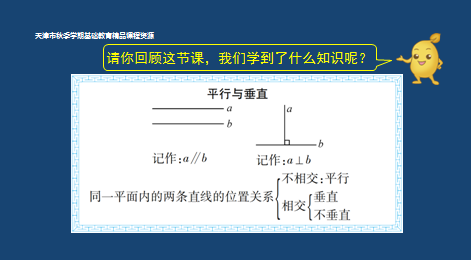 天津市秋季学期基础教育精品课程资源
请你回顾这节课，我们学到了什么知识呢？
平行与垂直
a
b
记作：a∥b
a
b
记作：a⊥b
同一平面内的两条直线的位置关系
不相交：平行
相交
垂直
不垂直